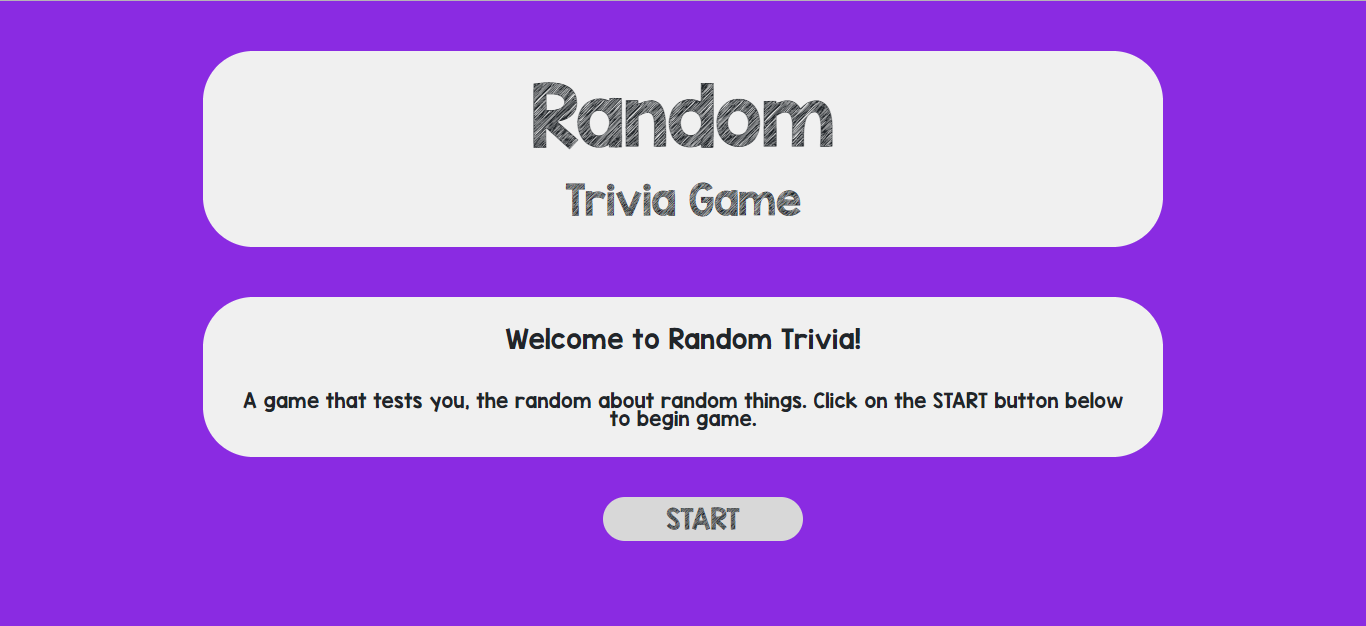 Random
Trivia Game
Welcome to Random Trivia!
A game that tests you, the random about random things. Click on the START button below
to begin game.
START